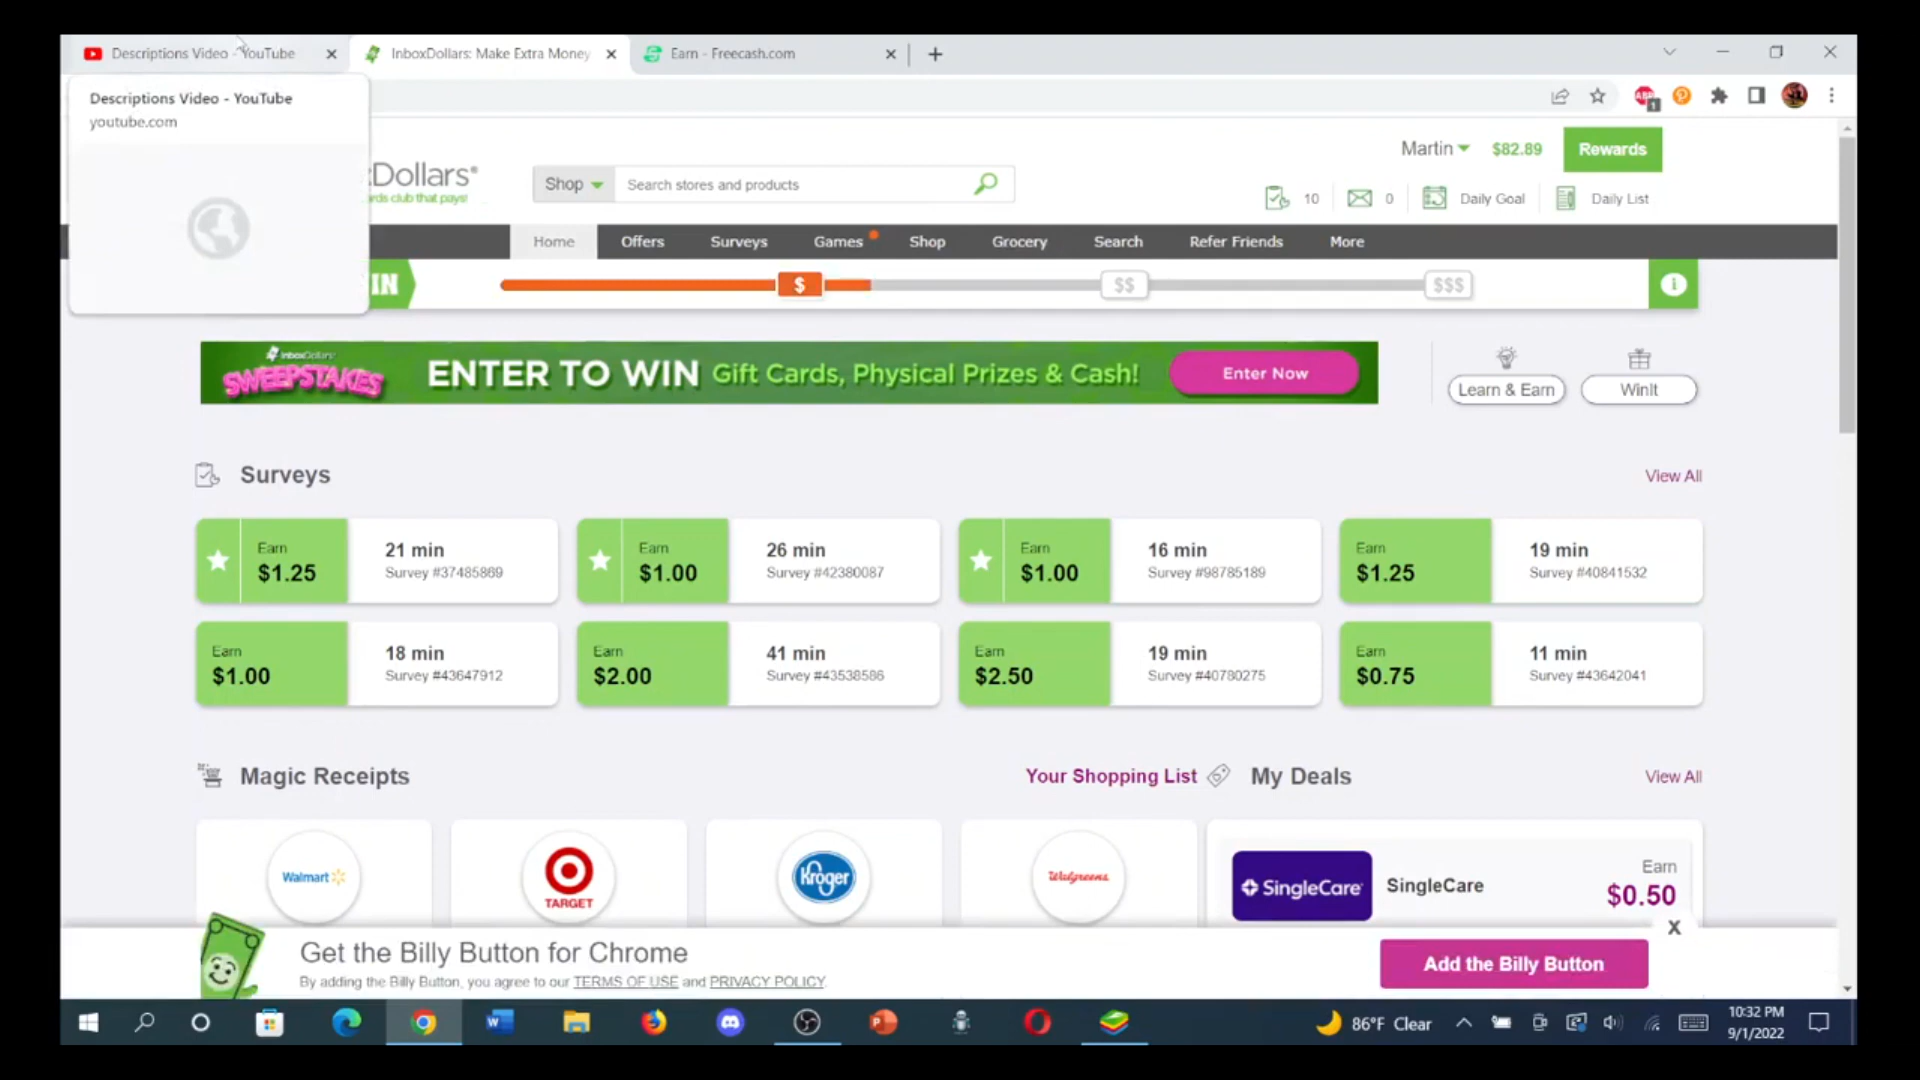 Descriptions Video - YouTube
InboxDollars: Make Extra Money
Earn - Freecash.com
Descriptions Video - YouTube
youtube.com
ABP
1
Martin
$82.89
Rewards
Dollars®
rds club that pays!
Shop
Search stores and products
10
0
Daily Goal
Daily List
Home
Offers
Surveys
Games
Shop
Grocery
Search
Refer Friends
More
IN
$
$$
$$$
i
InboxDollars
SWEEPSTAKES
ENTER TO WIN Gift Cards, Physical Prizes & Cash!
Enter Now
Learn & Earn
WinIt
Surveys
View All
Earn
$1.25
21 min
Survey #37485869
Earn
$1.00
26 min
Survey #42380087
Earn
$1.00
16 min
Survey #98785189
Earn
$1.25
19 min
Survey #40841532
Earn
$1.00
18 min
Survey #43647912
Earn
$2.00
41 min
Survey #43538586
Earn
$2.50
19 min
Survey #40780275
Earn
$0.75
11 min
Survey #43642041
Magic Receipts
Your Shopping List
My Deals
View All
Walmart
TARGET
Kroger
Walgreens
SingleCare®
SingleCare
Earn
$0.50
X
Get the Billy Button for Chrome
By adding the Billy Button, you agree to our TERMS OF USE and PRIVACY POLICY.
Add the Billy Button
86°F Clear
10:32 PM
9/1/2022